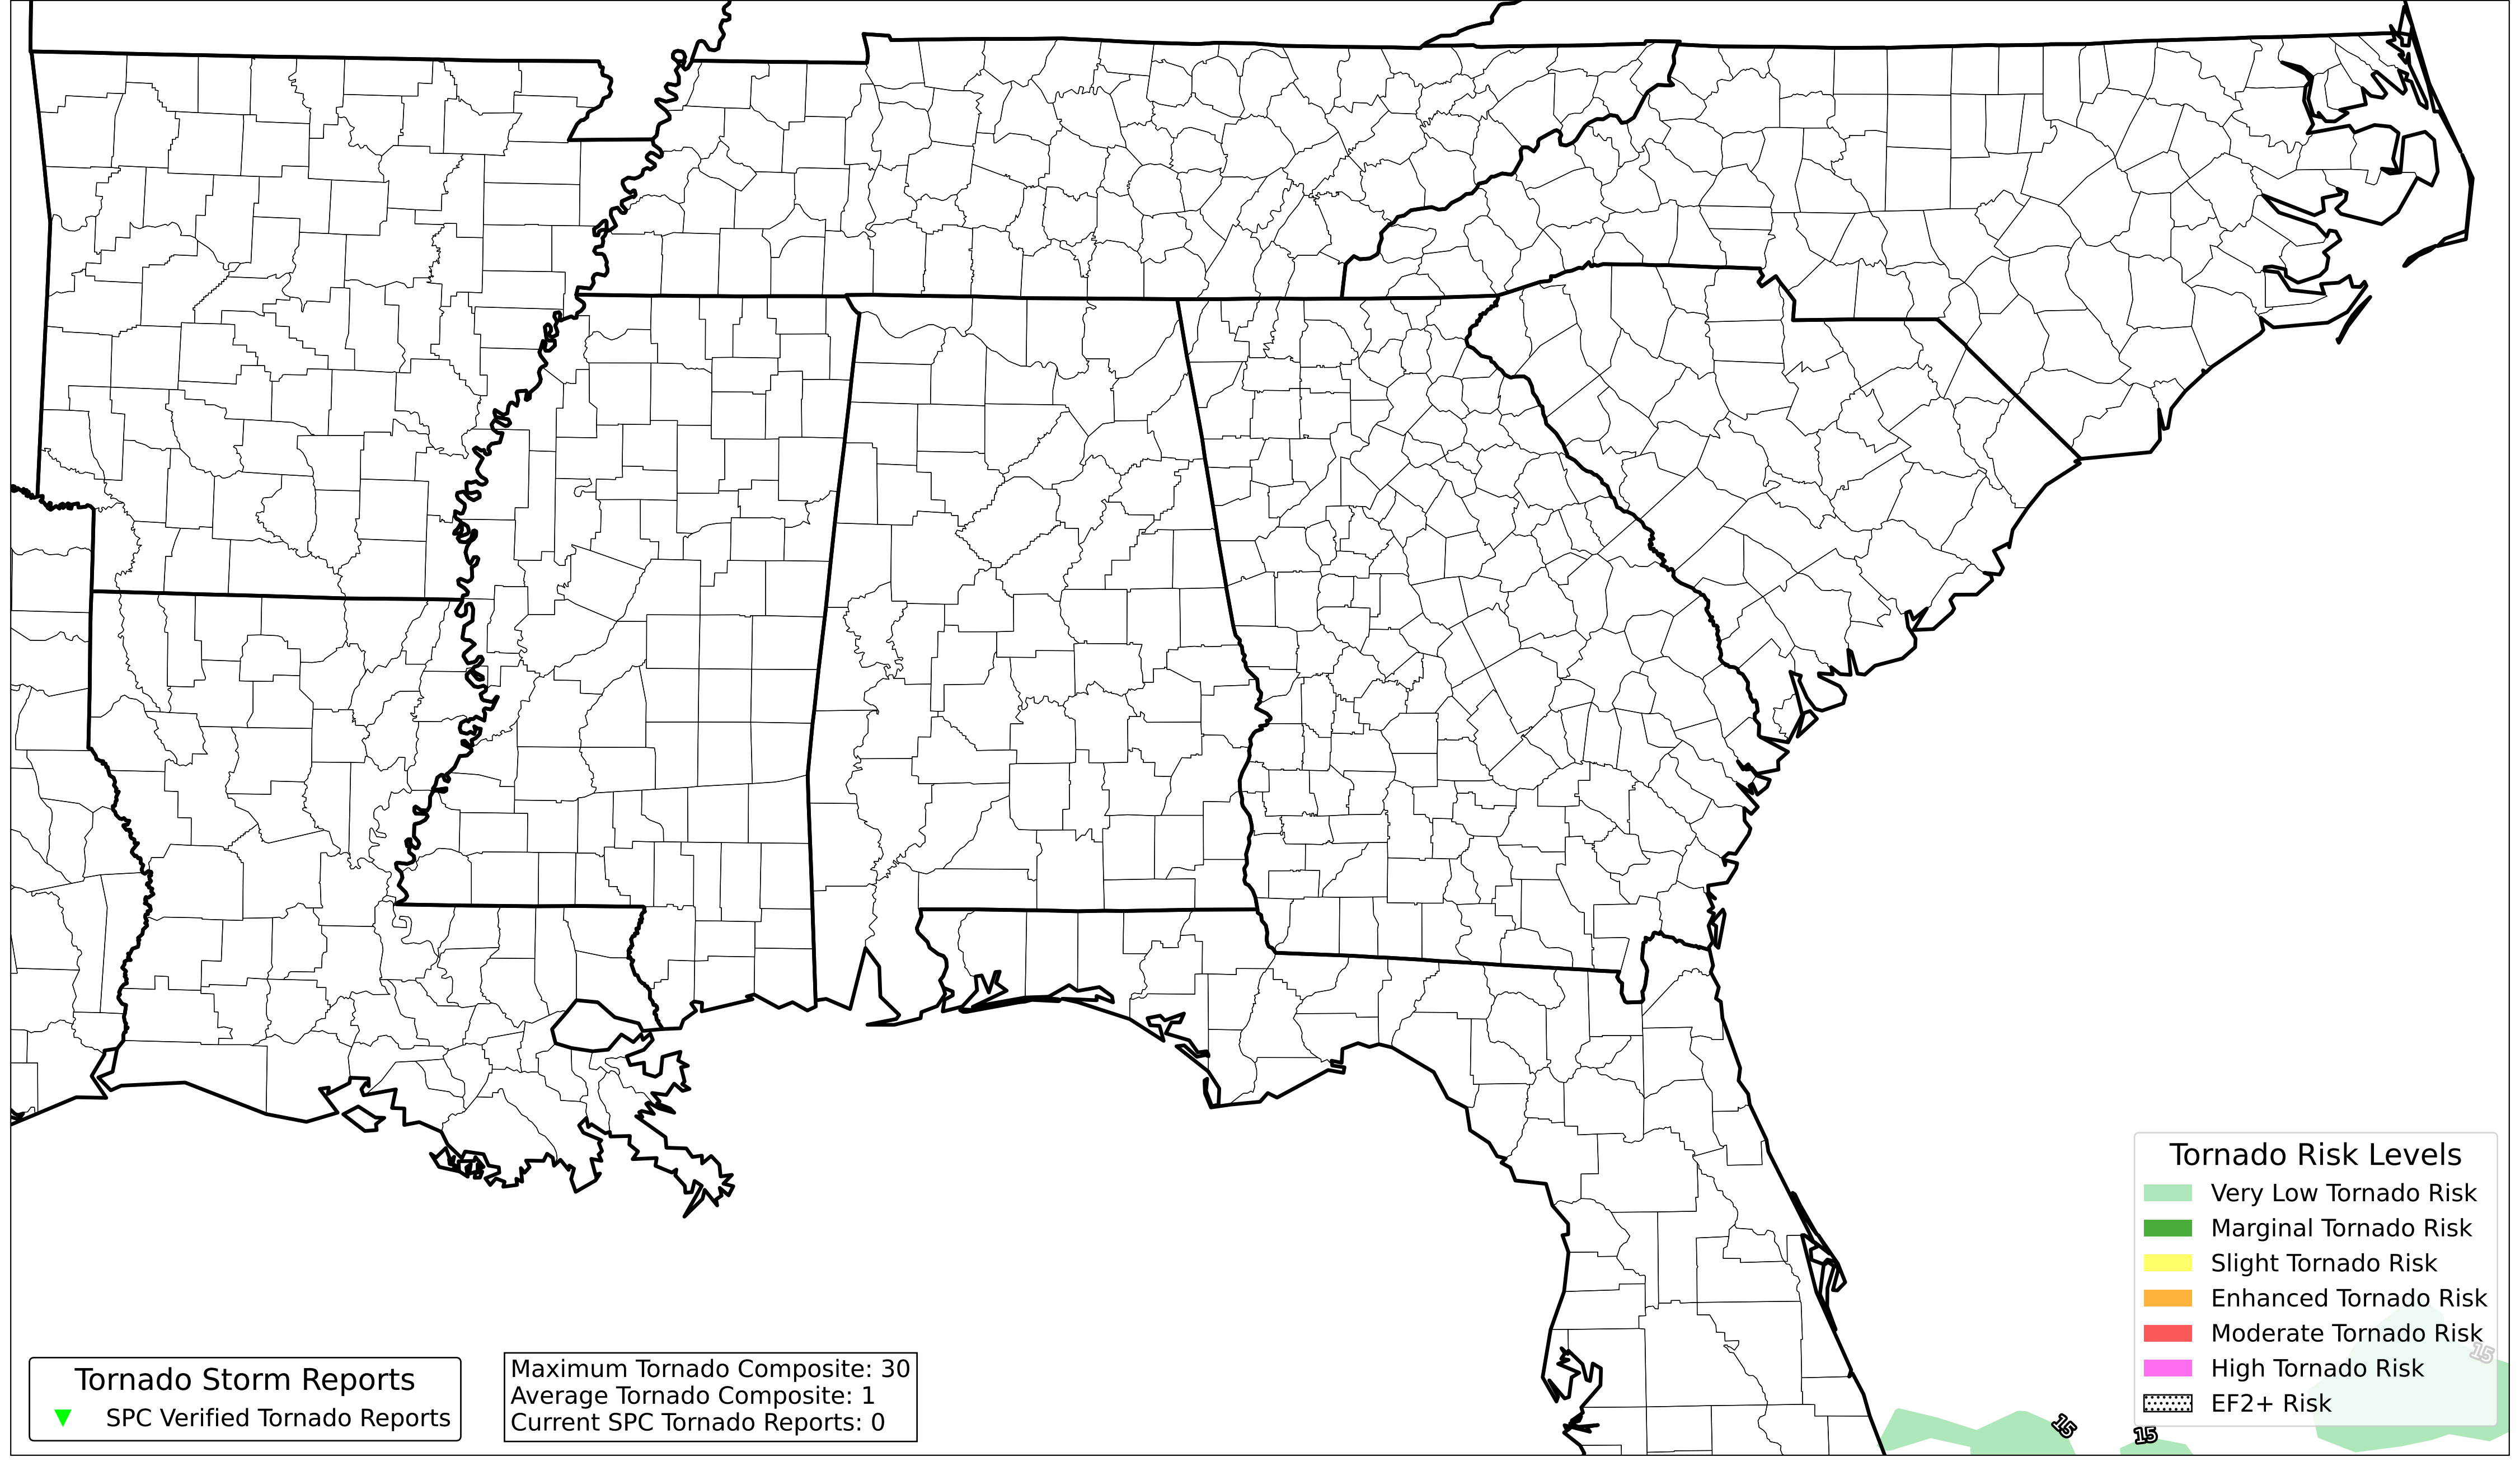 Tornado Risk Levels
Very Low Tornado Risk
Marginal Tornado Risk
Slight Tornado Risk
Enhanced Tornado Risk
Moderate Tornado Risk
High Tornado Risk
EF2+ Risk
15
15
15
Tornado Storm Reports
SPC Verified Tornado Reports
Maximum Tornado Composite: 30
Average Tornado Composite: 1
Current SPC Tornado Reports: 0